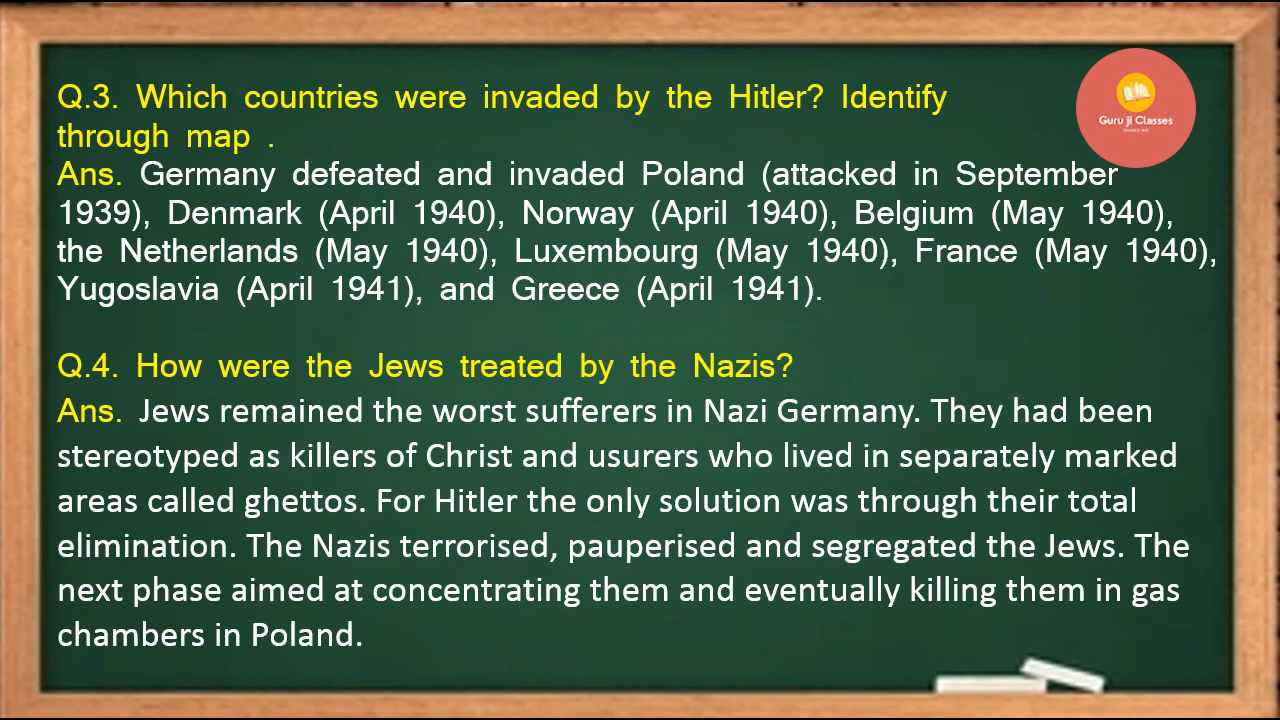 Q.3. Which countries were invaded by the Hitler? Identify
through map .
Guru ji Classes
Ans. Germany defeated and invaded Poland (attacked in September
1939), Denmark (April 1940), Norway (April 1940), Belgium (May 1940),
the Netherlands (May 1940), Luxembourg (May 1940), France (May 1940),
Yugoslavia (April 1941), and Greece (April 1941).
Q.4. How were the Jews treated by the Nazis?
Ans. Jews remained the worst sufferers in Nazi Germany. They had been
stereotyped as killers of Christ and usurers who lived in separately marked
areas called ghettos. For Hitler the only solution was through their total
elimination. The Nazis terrorised, pauperised and segregated the Jews. The
next phase aimed at concentrating them and eventually killing them in gas
chambers in Poland.